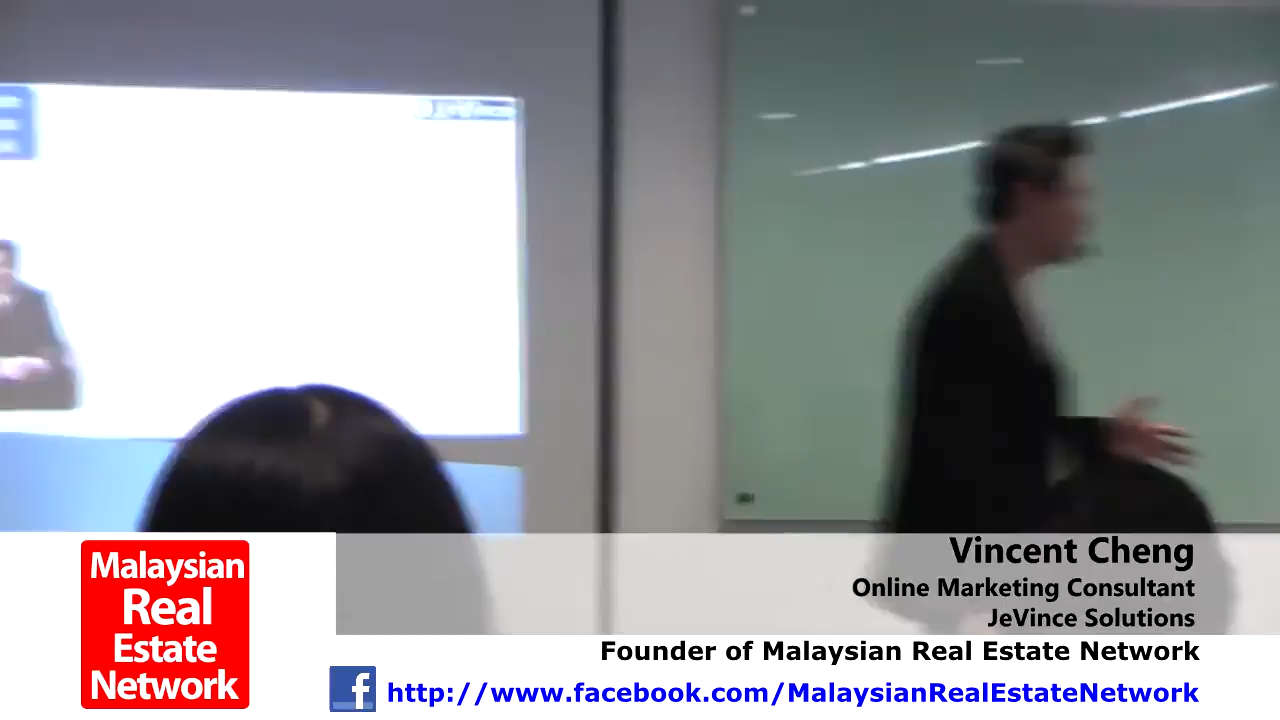 Vincent Cheng
Online Marketing Consultant
JeVince Solutions
Malaysian
Real
Estate
Network
Founder of Malaysian Real Estate Network
f http://www.facebook.com/MalaysianRealEstateNetwork